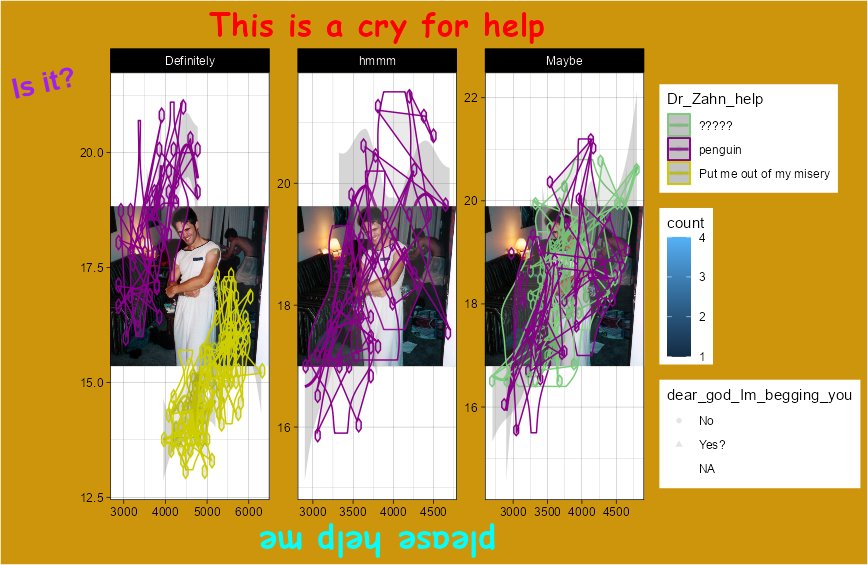 This is a cry for help
Is it?
Definitely
hmmm
Maybe
20.0
17.5
15.0
12.5
3000 4000 5000 6000
20
18
16
3000 3500 4000 4500
22
20
18
16
3000 3500 4000 4500
please help me
Dr_Zahn_help
?????
penguin
Put me out of my misery
count
4
3
2
1
dear_god_Im_begging_you
No
Yes?
NA